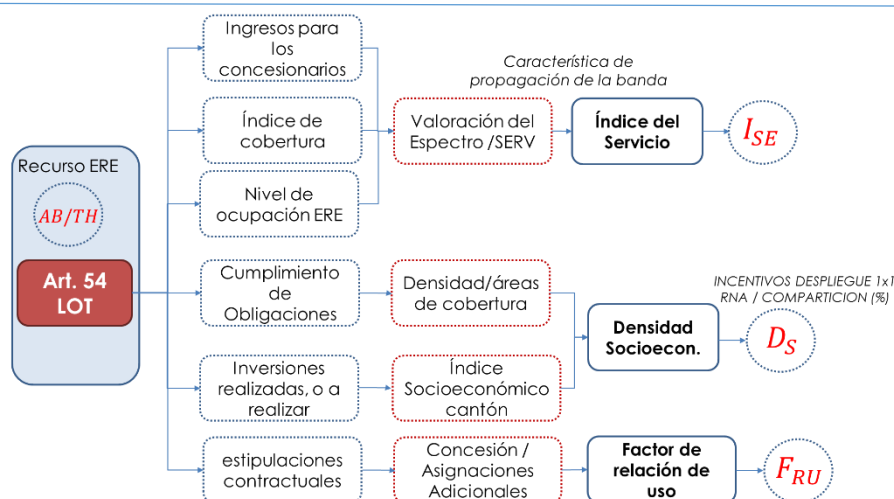 Ingresos para
los
concesionarios
Característica de
propagación de la banda
Índice de
cobertura
Valoración del
Espectro /SERV
Índice del
Servicio
I_SE
Recurso ERE
AB/TH
Nivel de
ocupación ERE
Art. 54
LOT
Cumplimiento
de
Obligaciones
Densidad/áreas
de cobertura
INCENTIVOS DESPLIEGUE 1x1
RNA / COMPARTICION (%)
Densidad
Socioecon.
D_S
Inversiones
realizadas, o a
realizar
Índice
Socioeconómico
cantón
estipulaciones
contractuales
Concesión /
Asignaciones
Adicionales
Factor de
relación de
uso
F_RU